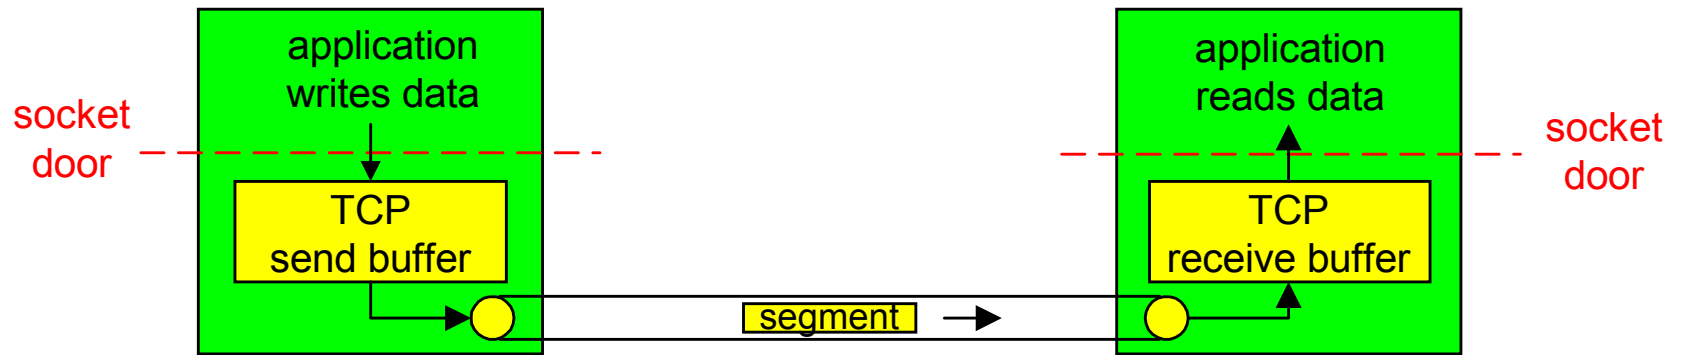 application
writes data
socket
door
TCP
send buffer
segment
application
reads data
socket
door
TCP
receive buffer